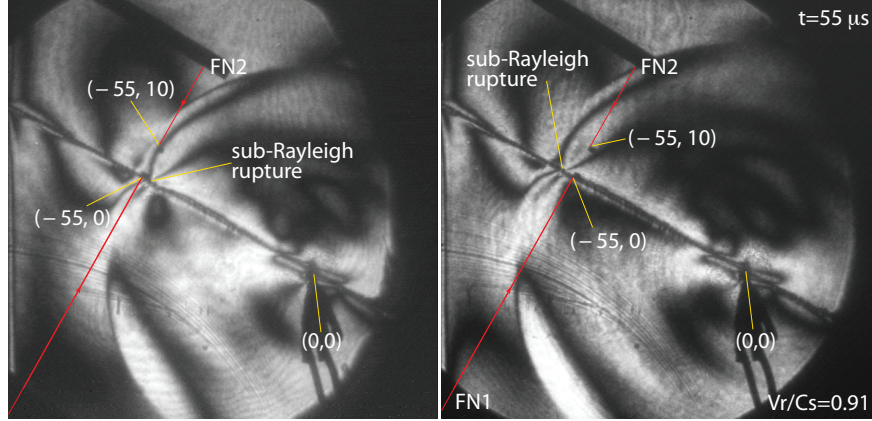 FN2
(− 55, 10)
sub-Rayleigh
rupture
(− 55, 0)
(0,0)
t=55 μs
sub-Rayleigh
rupture
FN2
(− 55, 10)
(− 55, 0)
(0,0)
FN1
Vr/Cs=0.91